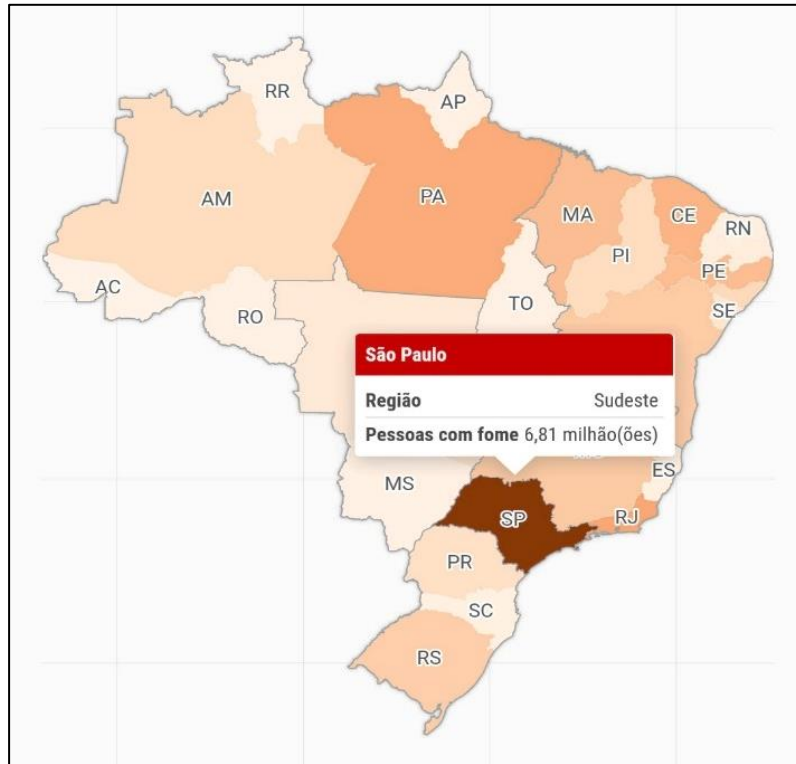 RR
AP
AM
PA
MA
CE
RN
PI
PE
AC
SE
RO
TO
São Paulo
Região Sudeste
Pessoas com fome 6,81 milhão(ões)
ES
MS
SP
RJ
PR
SC
RS